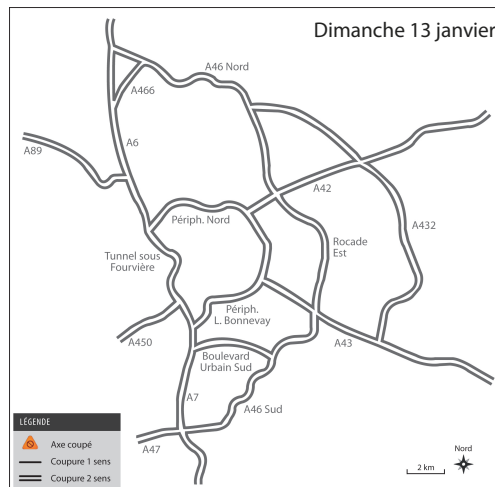 Dimanche 13 janvier
A46 Nord
A466
A6
A89
A42
Périph. Nord
A432
Rocade
Est
Tunnel sous
Fourvière
Périph.
L. Bonnevay
A450
A43
Boulevard
Urbain Sud
A7
A46 Sud
A47
LÉGENDE
Axe coupé
Coupure 1 sens
Coupure 2 sens
2 km
Nord